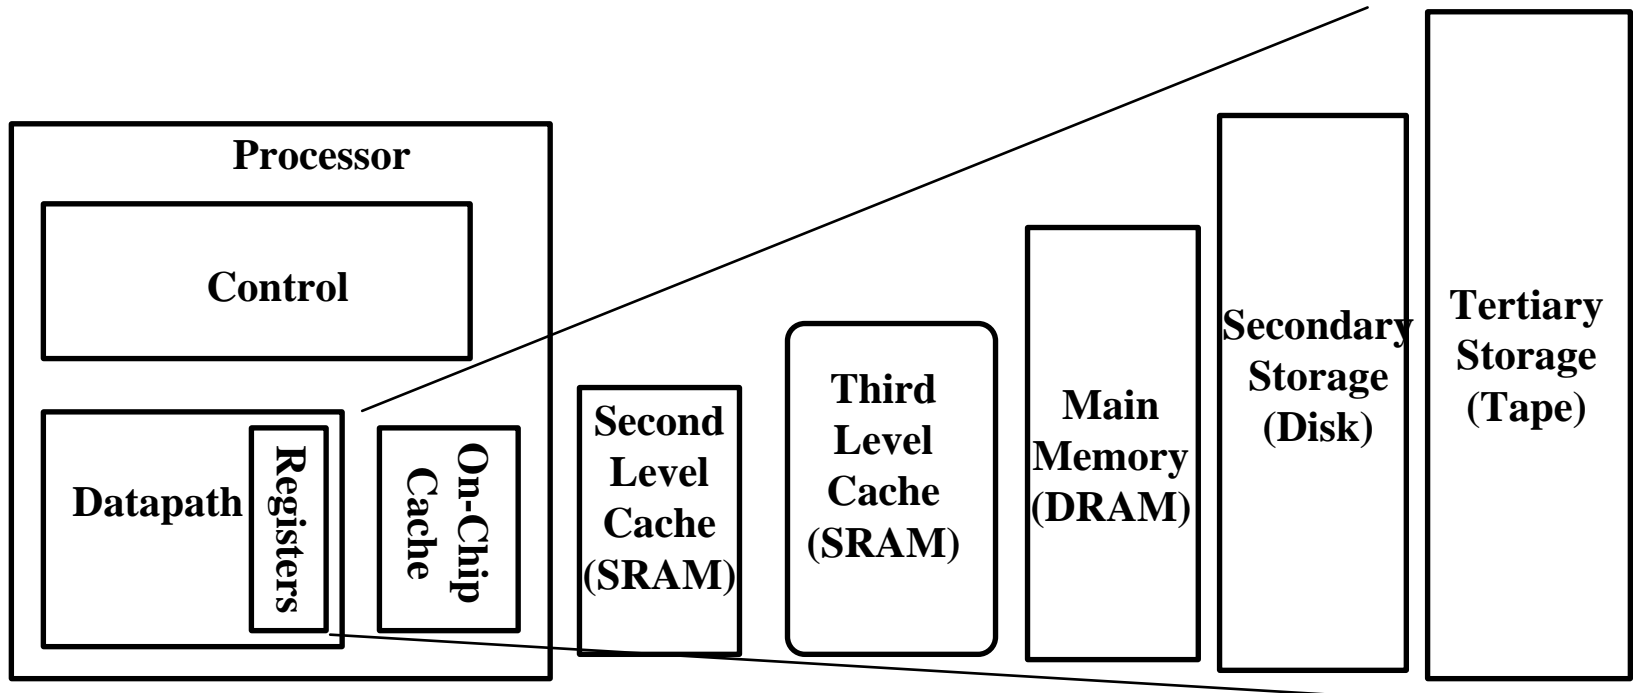 Processor
Control
Datapath
Registers
On-Chip
Cache
Second
Level
Cache
(SRAM)
Third
Level
Cache
(SRAM)
Main
Memory
(DRAM)
Secondary
Storage
(Disk)
Tertiary
Storage
(Tape)